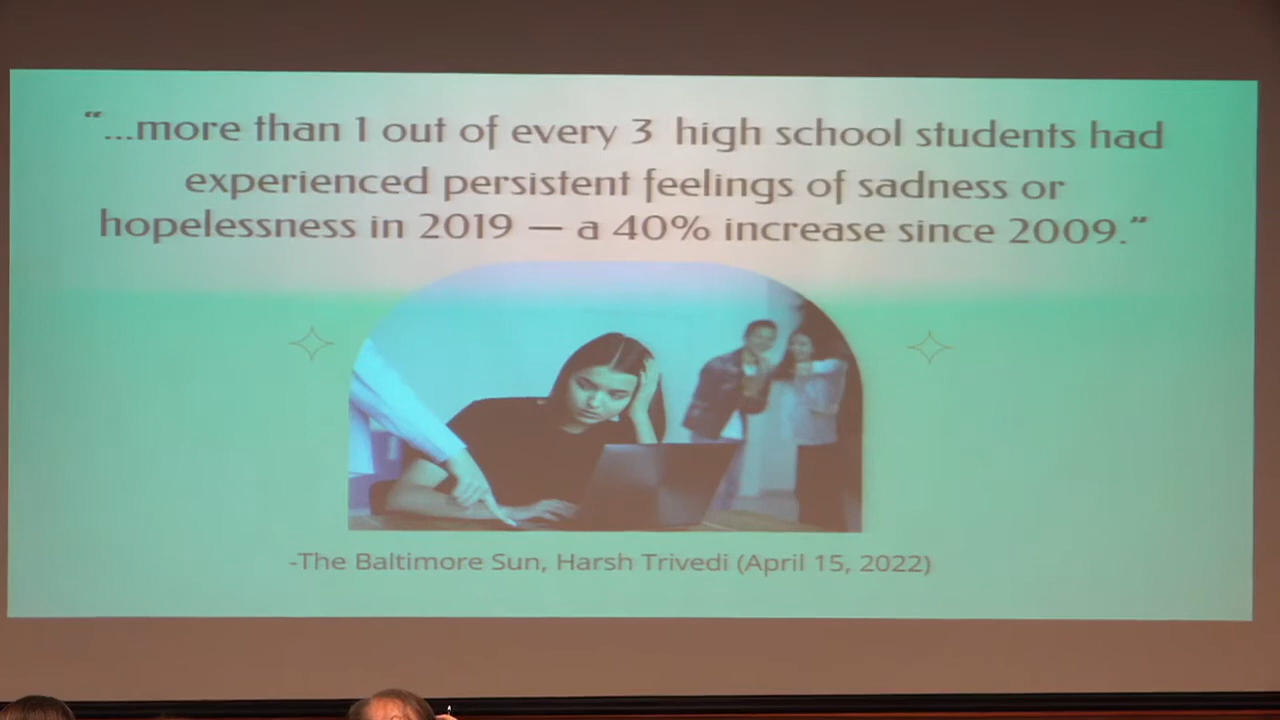 “...more than 1 out of every 3 high school students had
experienced persistent feelings of sadness or
hopelessness in 2019 — a 40% increase since 2009.”
-The Baltimore Sun, Harsh Trivedi (April 15, 2022)